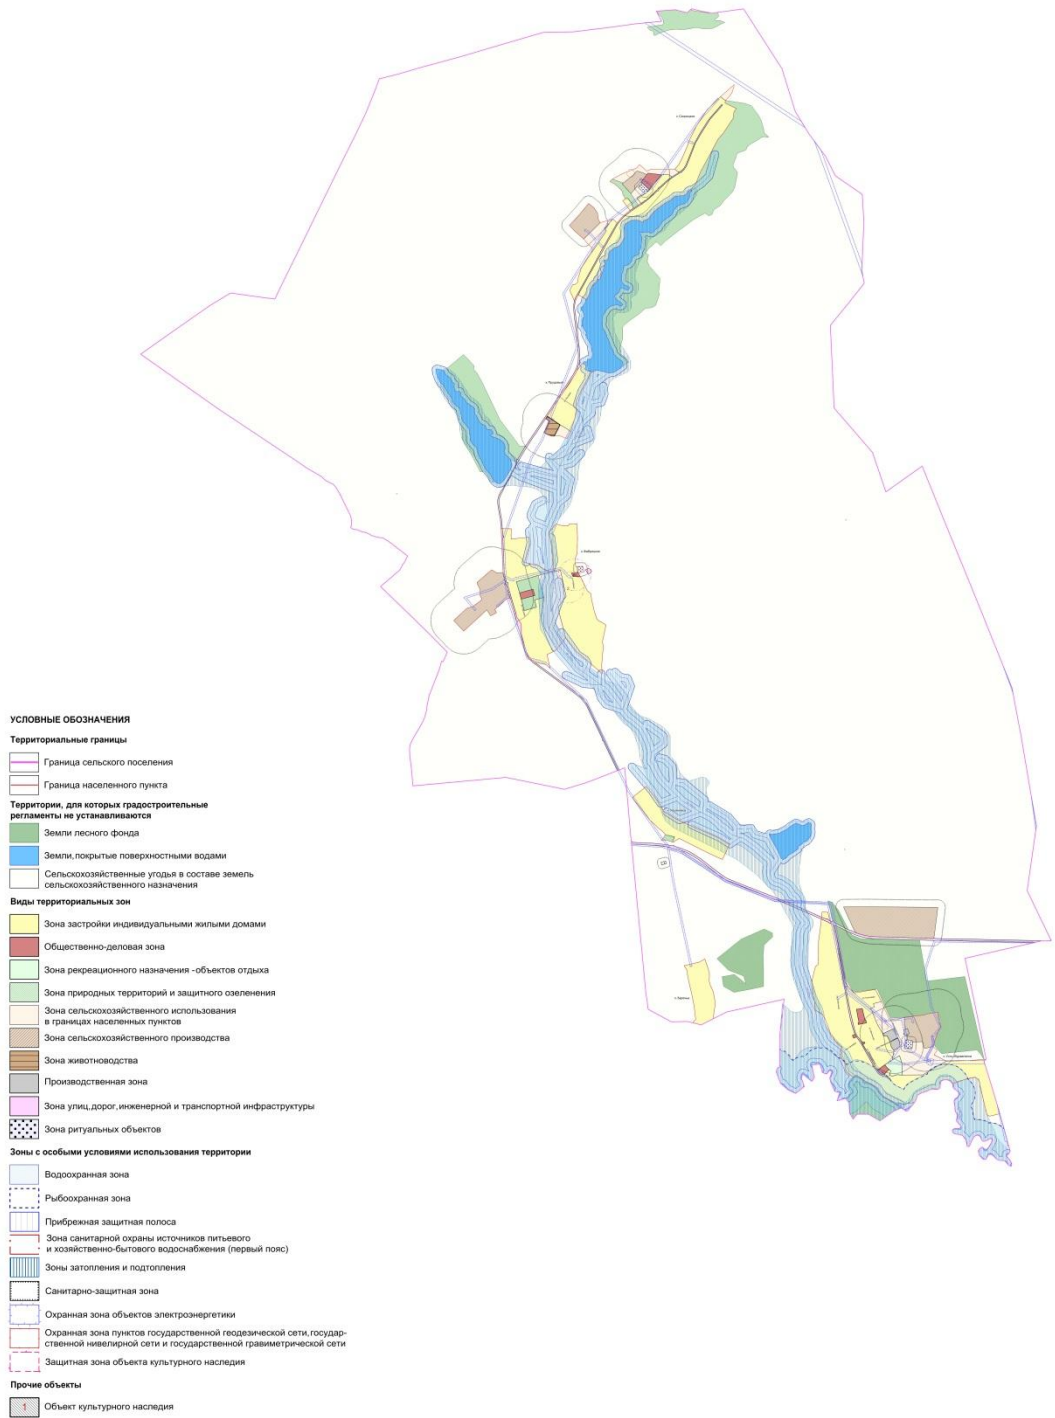 УСЛОВНЫЕ ОБОЗНАЧЕНИЯ
Территориальные границы
Граница сельского поселения
Граница населенного пункта
Территории, для которых градостроительные
регламенты не устанавливаются
Земли лесного фонда
Земли, покрытые поверхностными водами
Сельскохозяйственные угодья в составе земель
сельскохозяйственного назначения
Виды территориальных зон
Зона застройки индивидуальными жилыми домами
Общественно-деловая зона
Зона рекреационного назначения -объектов отдыха
Зона природных территорий и защитного озеленения
Зона сельскохозяйственного использования
в границах населенных пунктов
Зона сельскохозяйственного производства
Зона животноводства
Производственная зона
Зона улиц,дорог,инженерной и транспортной инфраструктуры
Зона ритуальных объектов
Зоны с особыми условиями использования территории
Водоохранная зона
Рыбоохранная зона
Прибрежная защитная полоса
Зона санитарной охраны источников питьевого
и хозяйственно-бытового водоснабжения (первый пояс)
Зоны затопления и подтопления
Санитарно-защитная зона
Охранная зона объектов электроэнергетики
Охранная зона пунктов государственной геодезической сети, государ-
ственной нивелирной сети и государственной гравиметрической сети
Защитная зона объекта культурного наследия
Прочие объекты
1 Объект культурного наследия